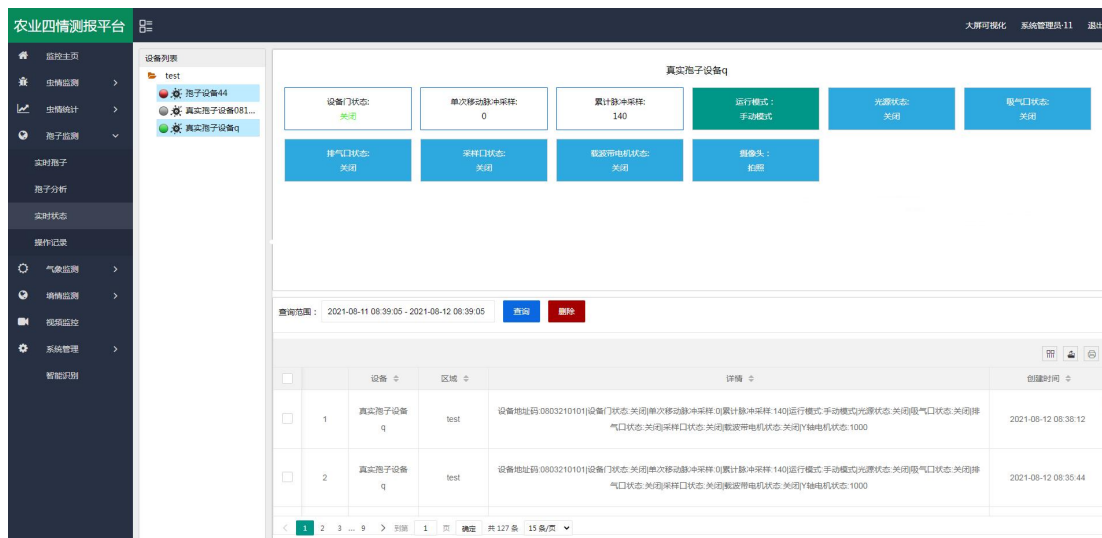 农业四情测报平台
大屏可视化 系统管理员-11 退出
监控主页
虫情监测
虫情统计
孢子监测
实时孢子
孢子分析
实时状态
操作记录
气象监测
墒情监测
视频监控
系统管理
智能识别
设备列表
test
孢子设备44
真实孢子设备081...
真实孢子设备q
真实孢子设备q
设备门状态:
关闭
单次移动脉冲采样:
0
累计脉冲采样:
140
运行模式：
手动模式
光源状态:
关闭
吸气口状态:
关闭
排气口状态:
关闭
采样口状态:
关闭
载玻带电机状态:
关闭
摄像头：
拍照
查询范围： 2021-08-11 08:39:05 - 2021-08-12 08:39:05 查询 删除
设备 区域 详情 创建时间
1 真实孢子设备q test 设备地址码:0803210101|设备门状态:关闭|单次移动脉冲采样:0|累计脉冲采样:140|运行模式:手动模式|光源状态:关闭|吸气口状态:关闭|排
气口状态:关闭|采样口状态:关闭|载玻带电机状态:关闭|Y轴电机状态:1000 2021-08-12 08:38:12
2 真实孢子设备q test 设备地址码:0803210101|设备门状态:关闭|单次移动脉冲采样:0|累计脉冲采样:140|运行模式:手动模式|光源状态:关闭|吸气口状态:关闭|排
气口状态:关闭|采样口状态:关闭|载玻带电机状态:关闭|Y轴电机状态:1000 2021-08-12 08:35:44
1 2 3 ... 9 到第 1 页 确定 共 127 条 15 条/页